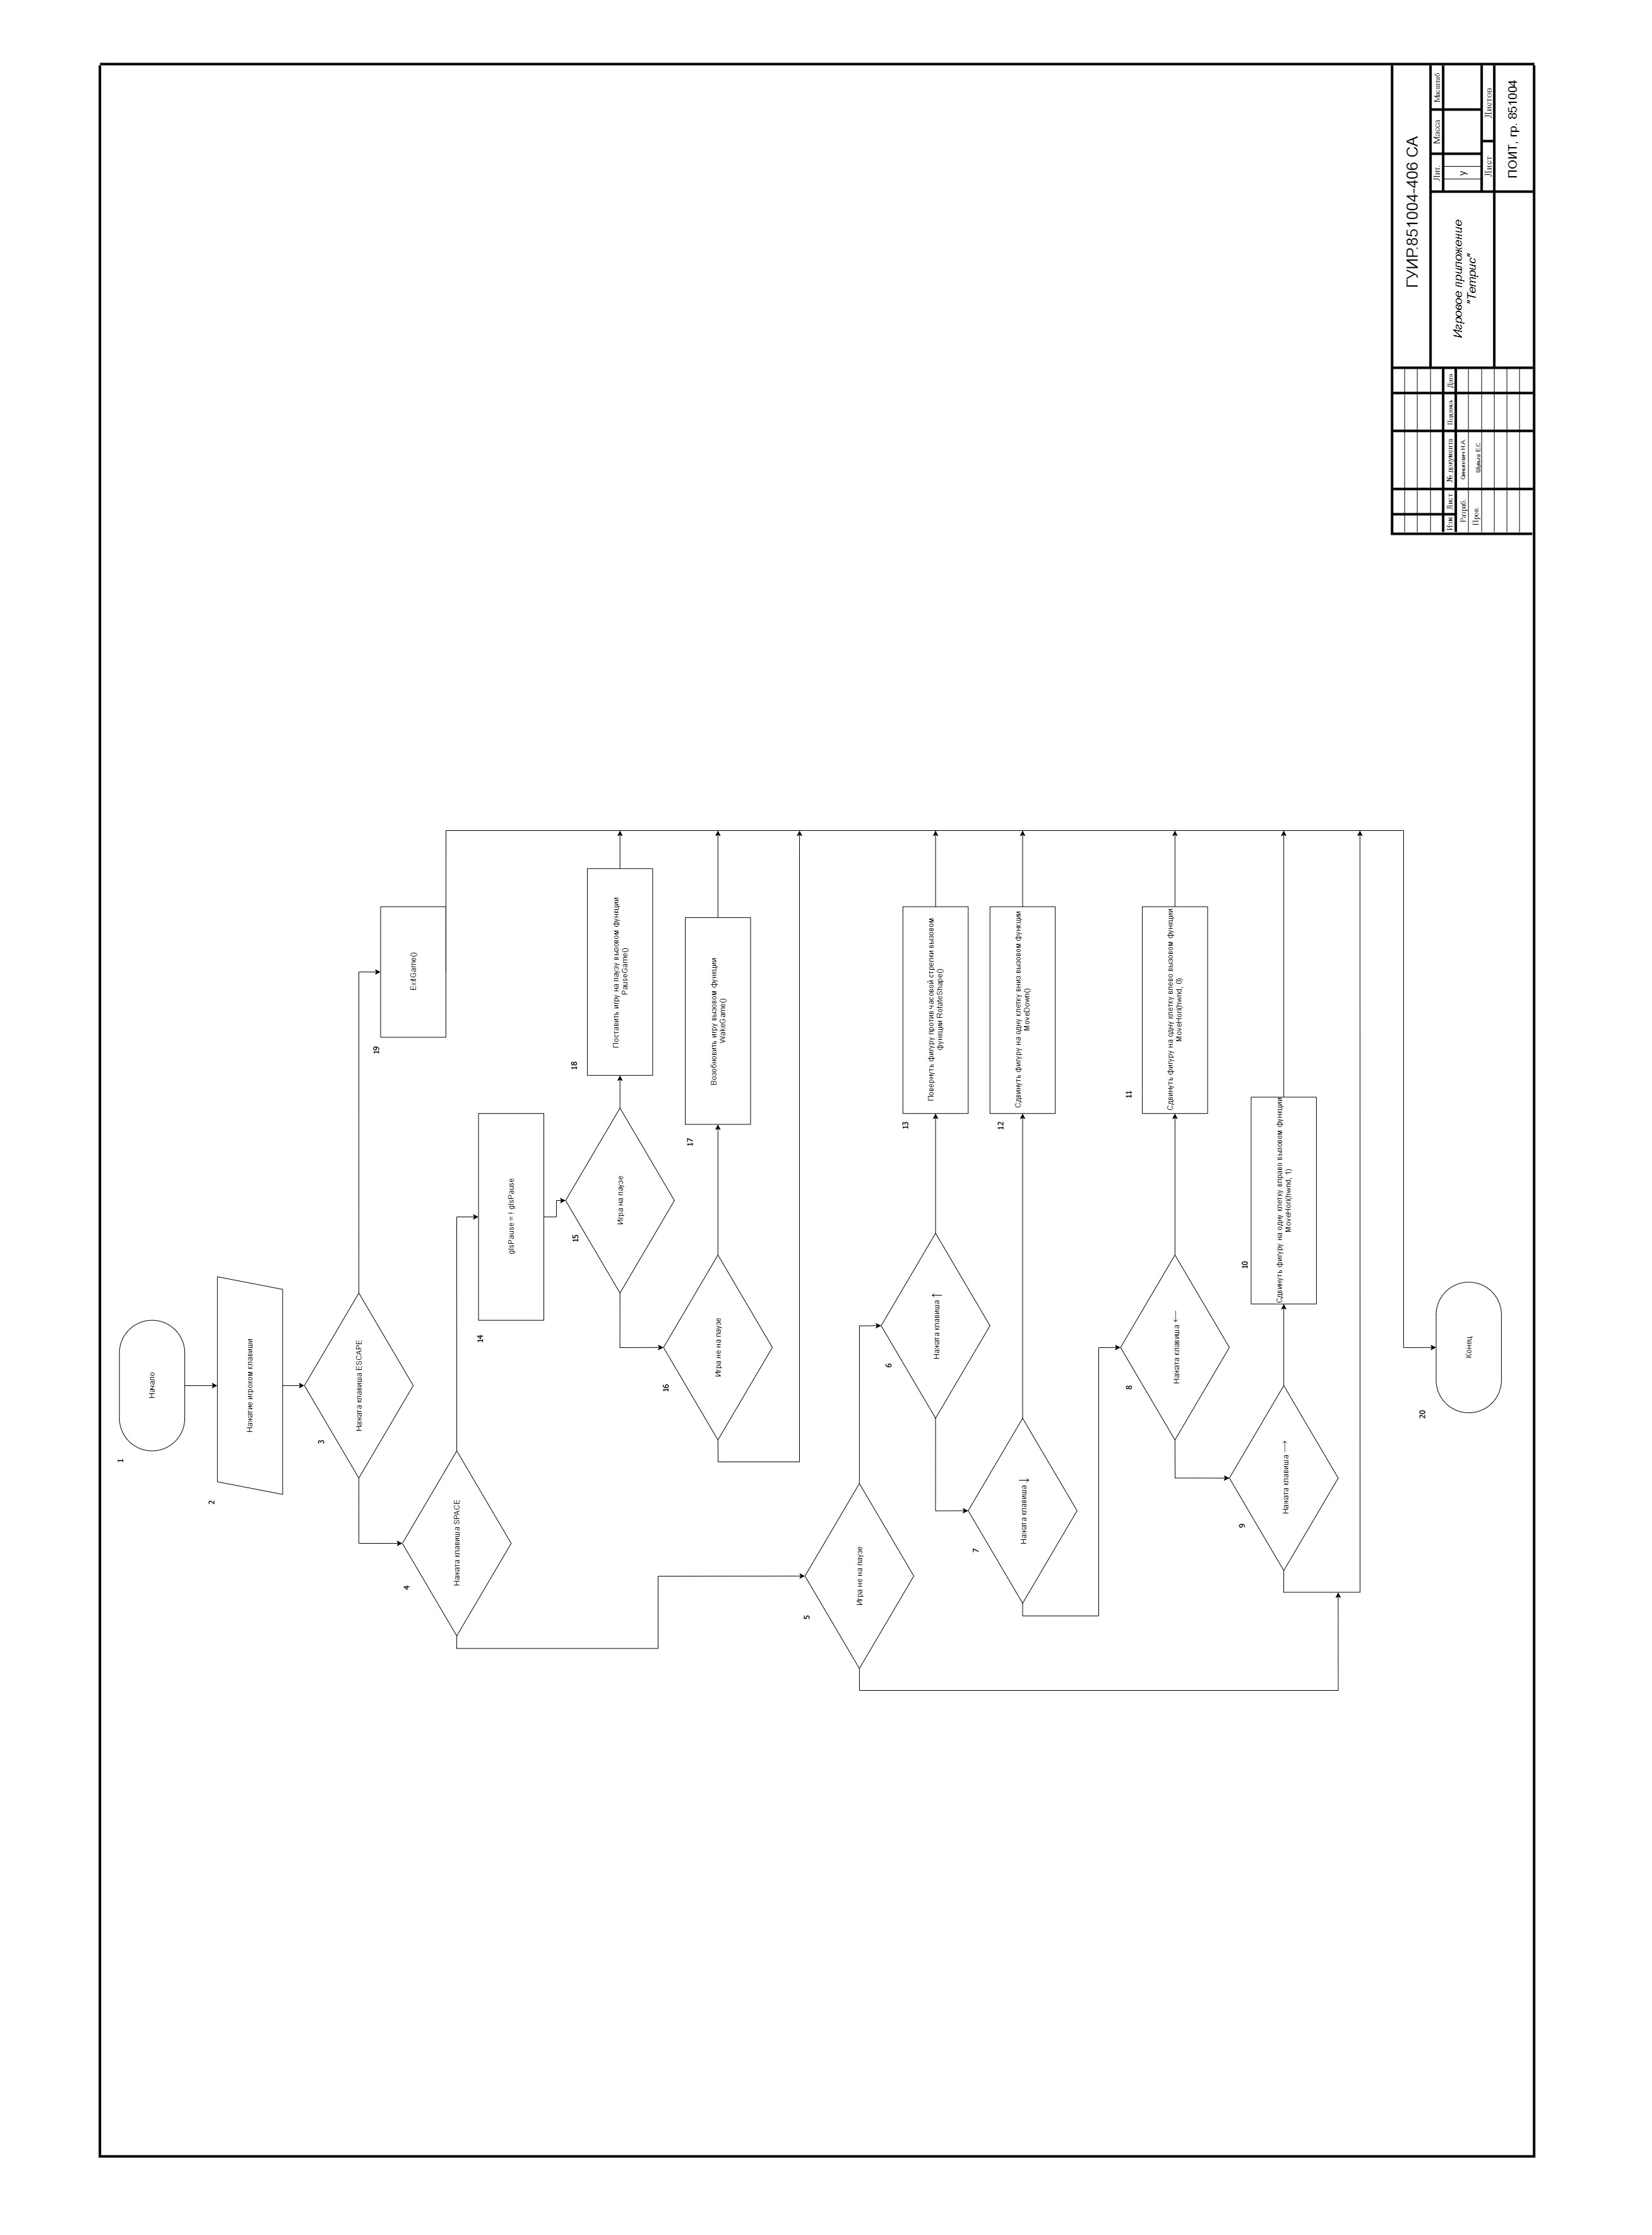 1
Начало
2
Нажатие игроком клавиши
3
Нажата клавиша ESCAPE
19
ExitGame()
4
Нажата клавиша SPACE
14
gIsPause = ! gIsPause
15
Игра на паузе
18
Поставить игру на паузу вызовом функции
PauseGame()
16
Игра не на паузе
17
Возобновить игру вызовом функции
WakeGame()
5
Игра не на паузе
6
Нажата клавиша ↑
13
Повернуть фигуру против часовой стрелки вызовом
функции RotateShape()
7
Нажата клавиша ↓
12
Сдвинуть фигуру на одну клетку вниз вызовом функции
MoveDown()
8
Нажата клавиша ←
11
Сдвинуть фигуру на одну клетку влево вызовом функции
MoveHori(hwnd, 0)
9
Нажата клавиша →
10
Сдвинуть фигуру на одну клетку вправо вызовом функции
MoveHori(hwnd, 1)
20
Конец
ГУИР.851004-406 СА
Изм
Лист
№ документа
Подпись
Дата
Разраб.
Синькевич Н.А.
Пров.
Шульга Е.С
Игровое приложение
"Тетрис"
Лит.
Масса
Масштаб
У
Лист
Листов
ПОИТ, гр. 851004